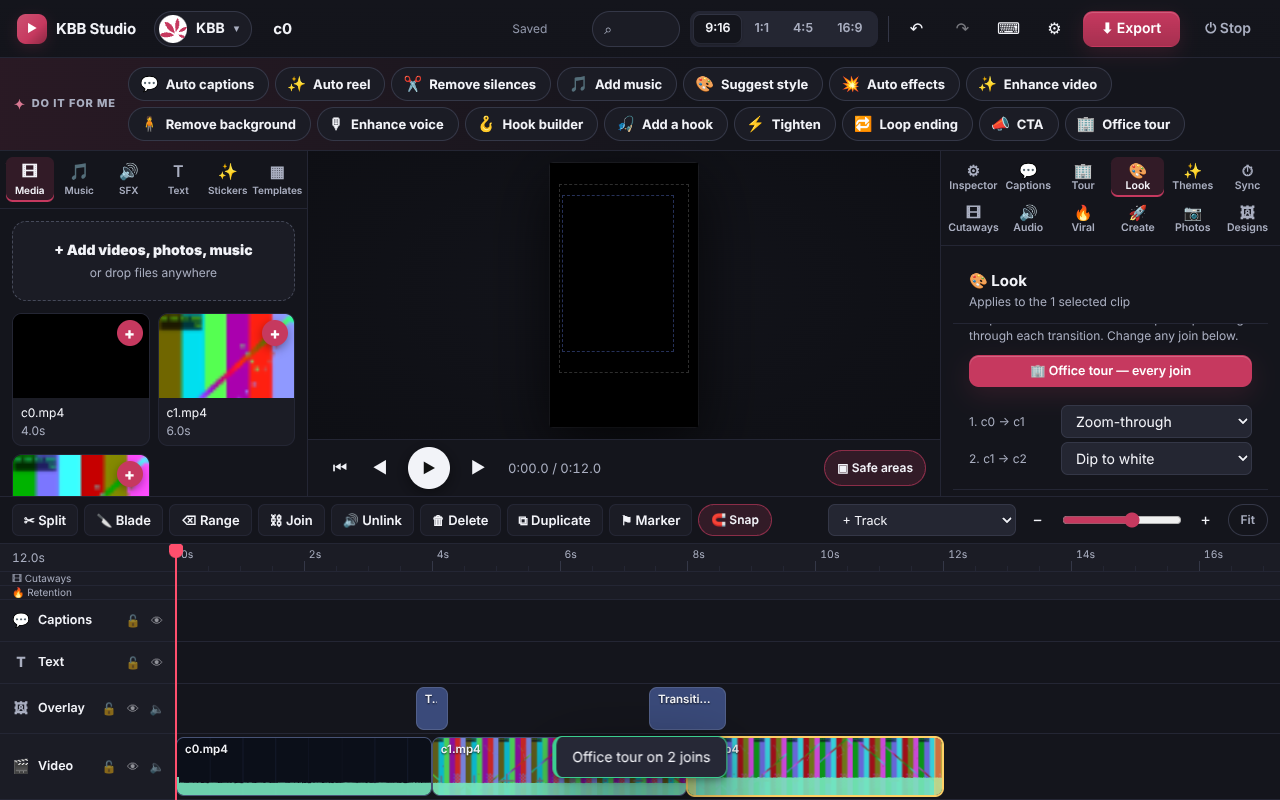 KBB Studio
KBB
c0
Saved
9:16
1:1
4:5
16:9
Export
Stop
DO IT FOR ME
Auto captions
Auto reel
Remove silences
Add music
Suggest style
Auto effects
Enhance video
Remove background
Enhance voice
Hook builder
Add a hook
Tighten
Loop ending
CTA
Office tour
Media
Music
SFX
Text
Stickers
Templates
Inspector
Captions
Tour
Look
Themes
Sync
Cutaways
Audio
Viral
Create
Photos
Designs
+ Add videos, photos, music
or drop files anywhere
c0.mp4
4.0s
c1.mp4
6.0s
0:00.0 / 0:12.0
Safe areas
Look
Applies to the 1 selected clip
through each transition. Change any join below.
Office tour — every join
1. c0 → c1
Zoom-through
2. c1 → c2
Dip to white
Split
Blade
Range
Join
Unlink
Delete
Duplicate
Marker
Snap
+ Track
Fit
12.0s
0s
2s
4s
6s
8s
10s
12s
14s
16s
Cutaways
Retention
Captions
Text
Overlay
T..
Transiti...
Video
c0.mp4
c1.mp4
p4
Office tour on 2 joins